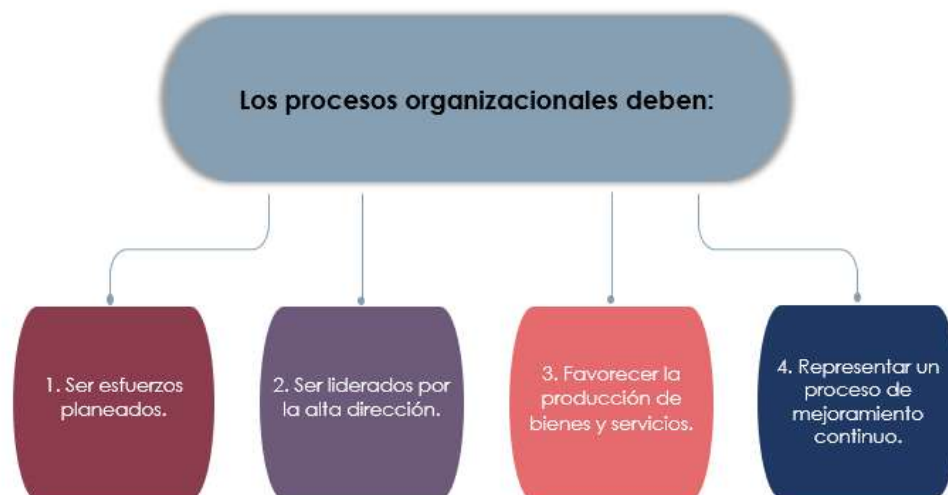 Los procesos organizacionales deben:
1. Ser esfuerzos
planeados.
2. Ser liderados por
la alta dirección.
3. Favorecer la
producción de
bienes y servicios.
4. Representar un
proceso de
mejoramiento
continuo.